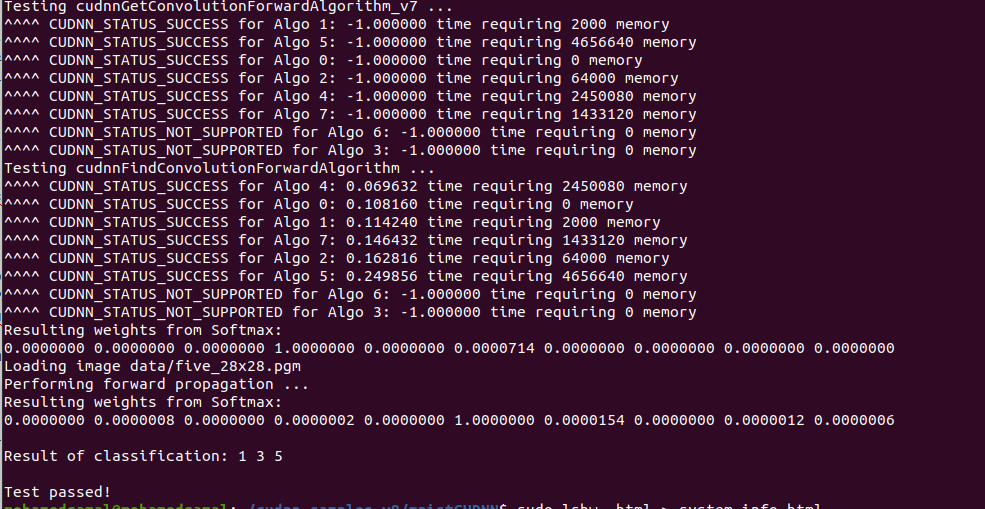 Testing cudnnGetConvolutionForwardAlgorithm_v7 ...
^^^^ CUDNN_STATUS_SUCCESS for Algo 1: -1.000000 time requiring 2000 memory
^^^^ CUDNN_STATUS_SUCCESS for Algo 5: -1.000000 time requiring 4656640 memory
^^^^ CUDNN_STATUS_SUCCESS for Algo 0: -1.000000 time requiring 0 memory
^^^^ CUDNN_STATUS_SUCCESS for Algo 2: -1.000000 time requiring 64000 memory
^^^^ CUDNN_STATUS_SUCCESS for Algo 4: -1.000000 time requiring 2450080 memory
^^^^ CUDNN_STATUS_SUCCESS for Algo 7: -1.000000 time requiring 1433120 memory
^^^^ CUDNN_STATUS_NOT_SUPPORTED for Algo 6: -1.000000 time requiring 0 memory
^^^^ CUDNN_STATUS_NOT_SUPPORTED for Algo 3: -1.000000 time requiring 0 memory
Testing cudnnFindConvolutionForwardAlgorithm ...
^^^^ CUDNN_STATUS_SUCCESS for Algo 4: 0.069632 time requiring 2450080 memory
^^^^ CUDNN_STATUS_SUCCESS for Algo 0: 0.108160 time requiring 0 memory
^^^^ CUDNN_STATUS_SUCCESS for Algo 1: 0.114240 time requiring 2000 memory
^^^^ CUDNN_STATUS_SUCCESS for Algo 7: 0.146432 time requiring 1433120 memory
^^^^ CUDNN_STATUS_SUCCESS for Algo 2: 0.162816 time requiring 64000 memory
^^^^ CUDNN_STATUS_SUCCESS for Algo 5: 0.249856 time requiring 4656640 memory
^^^^ CUDNN_STATUS_NOT_SUPPORTED for Algo 6: -1.000000 time requiring 0 memory
^^^^ CUDNN_STATUS_NOT_SUPPORTED for Algo 3: -1.000000 time requiring 0 memory
Resulting weights from Softmax:
0.0000000 0.0000000 0.0000000 1.0000000 0.0000000 0.0000714 0.0000000 0.0000000 0.0000000 0.0000000
Loading image data/five_28x28.pgm
Performing forward propagation ...
Resulting weights from Softmax:
0.0000000 0.0000008 0.0000000 0.0000002 0.0000000 1.0000000 0.0000154 0.0000000 0.0000012 0.0000006
Result of classification: 1 3 5
Test passed!